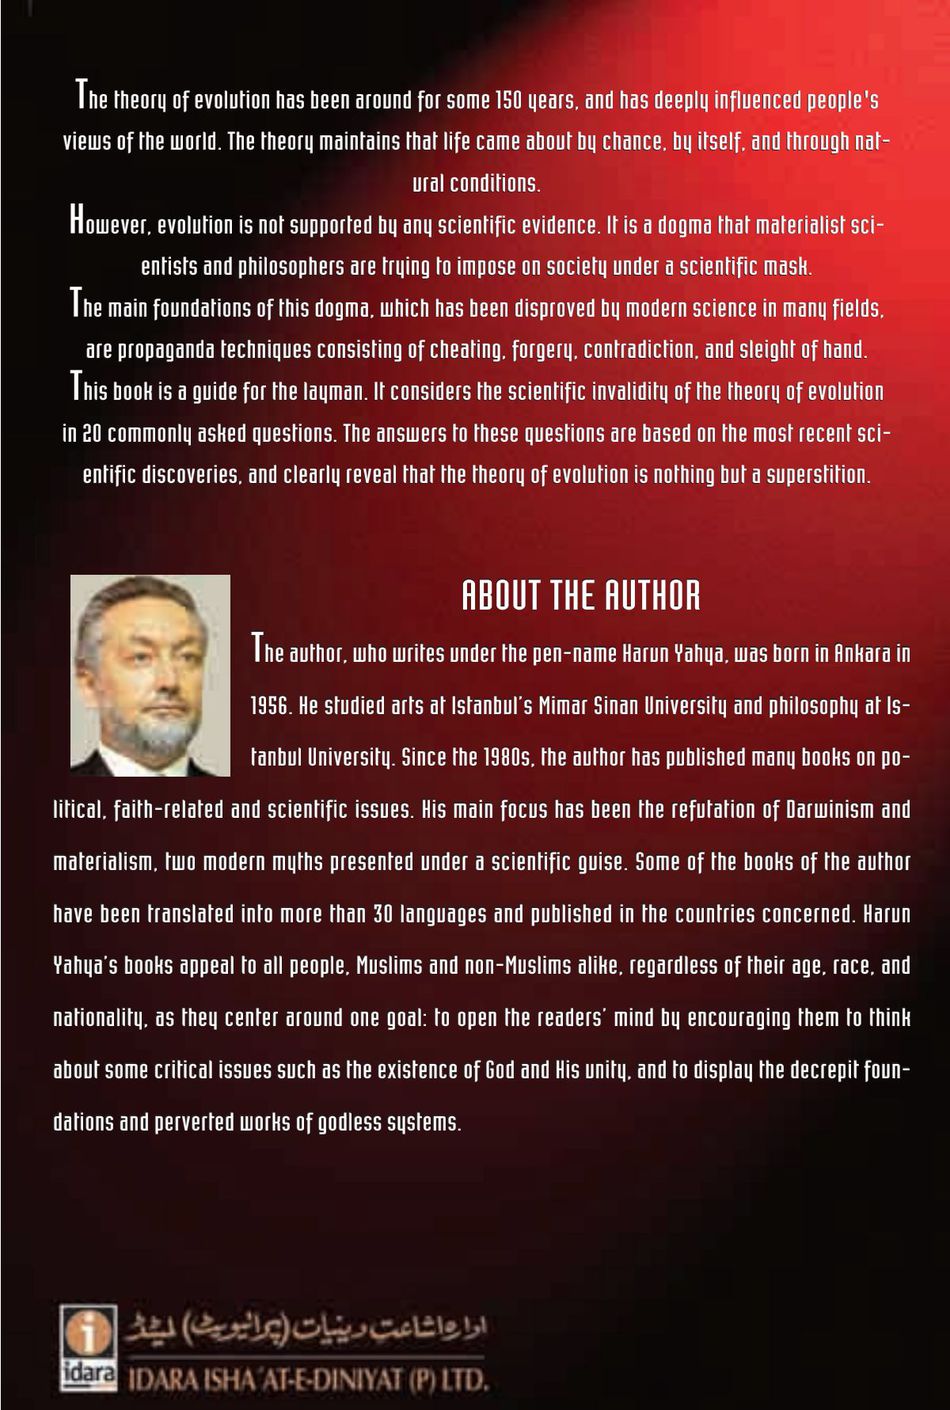 The theory of evolution has been around for some 150 years, and has deeply influenced people's
views of the world. The theory maintains that life came about by chance, by itself, and through nat-
ural conditions.
However, evolution is not supported by any scientific evidence. It is a dogma that materialist sci-
entists and philosophers are trying to impose on society under a scientific mask.
The main foundations of this dogma, which has been disproved by modern science in many fields,
are propaganda techniques consisting of cheating, forgery, contradiction, and sleight of hand.
This book is a guide for the layman. It considers the scientific invalidity of the theory of evolution
in 20 commonly asked questions. The answers to these questions are based on the most recent sci-
entific discoveries, and clearly reveal that the theory of evolution is nothing but a superstition.
ABOUT THE AUTHOR
The author, who writes under the pen-name Harun Yahya, was born in Ankara in
1956. He studied arts at Istanbul's Mimar Sinan University and philosophy at Is-
tanbul University. Since the 1980s, the author has published many books on po-
litical, faith-related and scientific issues. His main focus has been the refutation of Darwinism and
materialism, two modern myths presented under a scientific guise. Some of the books of the author
have been translated into more than 30 languages and published in the countries concerned. Harun
Yahya's books appeal to all people, Muslims and non-Muslims alike, regardless of their age, race, and
nationality, as they center around one goal: to open the readers' mind by encouraging them to think
about some critical issues such as the existence of God and His unity, and to display the decrepit foun-
dations and perverted works of godless systems.
i
idara
ادارہ اشاعت دینیات (پرائیویٹ) لمیٹڈ
IDARA ISHA'AT-E-DINIYAT (P) LTD.